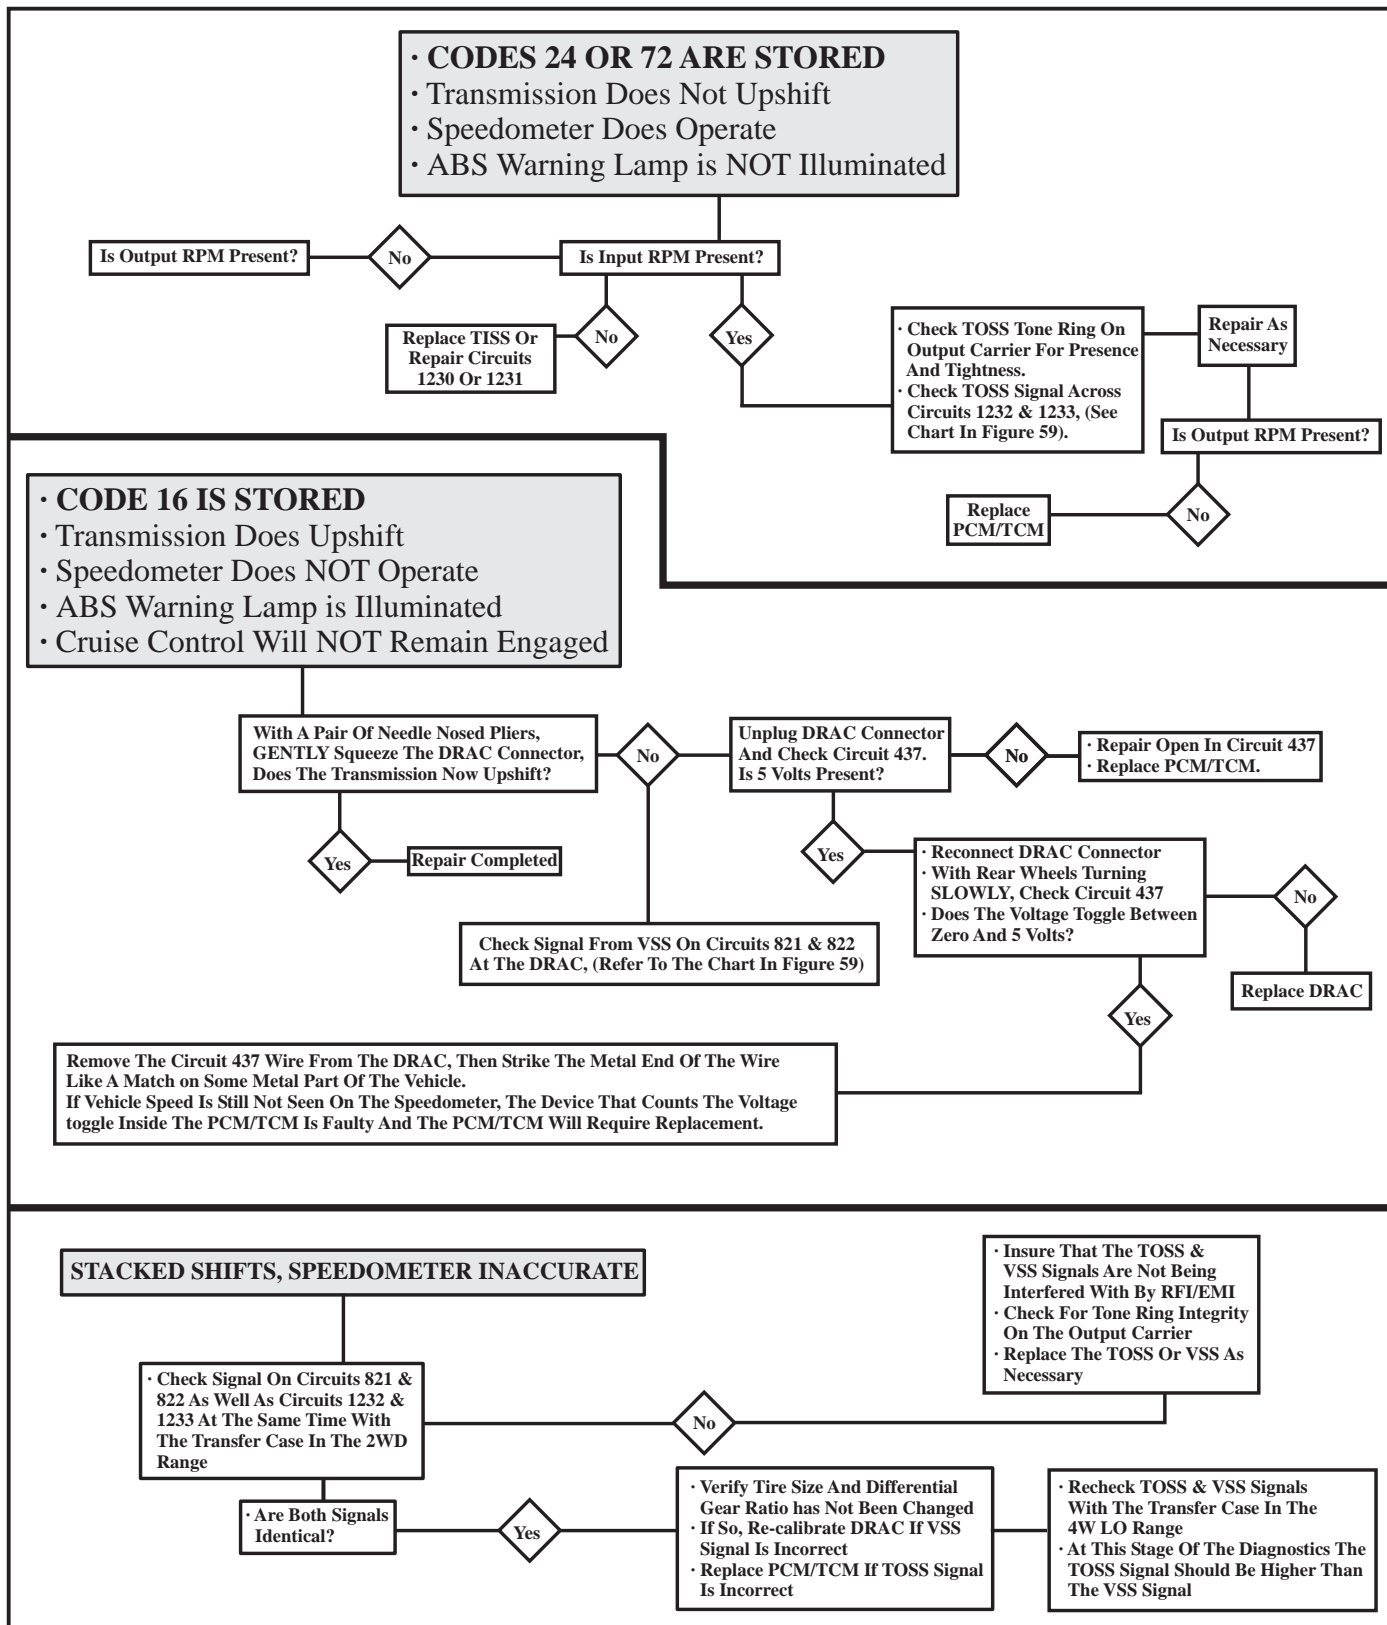 · CODES 24 OR 72 ARE STORED
· Transmission Does Not Upshift
· Speedometer Does Operate
· ABS Warning Lamp is NOT Illuminated
Is Output RPM Present?
No
Is Input RPM Present?
Replace TISS Or
Repair Circuits
1230 Or 1231
No
Yes
· Check TOSS Tone Ring On
Output Carrier For Presence
And Tightness.
· Check TOSS Signal Across
Circuits 1232 & 1233, (See
Chart In Figure 59).
Repair As
Necessary
Is Output RPM Present?
No
Replace
PCM/TCM
· CODE 16 IS STORED
· Transmission Does Upshift
· Speedometer Does NOT Operate
· ABS Warning Lamp is Illuminated
· Cruise Control Will NOT Remain Engaged
With A Pair Of Needle Nosed Pliers,
GENTLY Squeeze The DRAC Connector,
Does The Transmission Now Upshift?
No
Unplug DRAC Connector
And Check Circuit 437.
Is 5 Volts Present?
No
· Repair Open In Circuit 437
· Replace PCM/TCM.
Yes
Repair Completed
Yes
· Reconnect DRAC Connector
· With Rear Wheels Turning
SLOWLY, Check Circuit 437
· Does The Voltage Toggle Between
Zero And 5 Volts?
No
Check Signal From VSS On Circuits 821 & 822
At The DRAC, (Refer To The Chart In Figure 59)
Replace DRAC
Yes
Remove The Circuit 437 Wire From The DRAC, Then Strike The Metal End Of The Wire
Like A Match on Some Metal Part Of The Vehicle.
If Vehicle Speed Is Still Not Seen On The Speedometer, The Device That Counts The Voltage
toggle Inside The PCM/TCM Is Faulty And The PCM/TCM Will Require Replacement.
STACKED SHIFTS, SPEEDOMETER INACCURATE
· Insure That The TOSS &
VSS Signals Are Not Being
Interfered With By RFI/EMI
· Check For Tone Ring Integrity
On The Output Carrier
· Replace The TOSS Or VSS As
Necessary
· Check Signal On Circuits 821 &
822 As Well As Circuits 1232 &
1233 At The Same Time With
The Transfer Case In The 2WD
Range
No
· Are Both Signals
Identical?
Yes
· Verify Tire Size And Differential
Gear Ratio has Not Been Changed
· If So, Re-calibrate DRAC If VSS
Signal Is Incorrect
· Replace PCM/TCM If TOSS Signal
Is Incorrect
· Recheck TOSS & VSS Signals
With The Transfer Case In The
4W LO Range
· At This Stage Of The Diagnostics The
TOSS Signal Should Be Higher Than
The VSS Signal